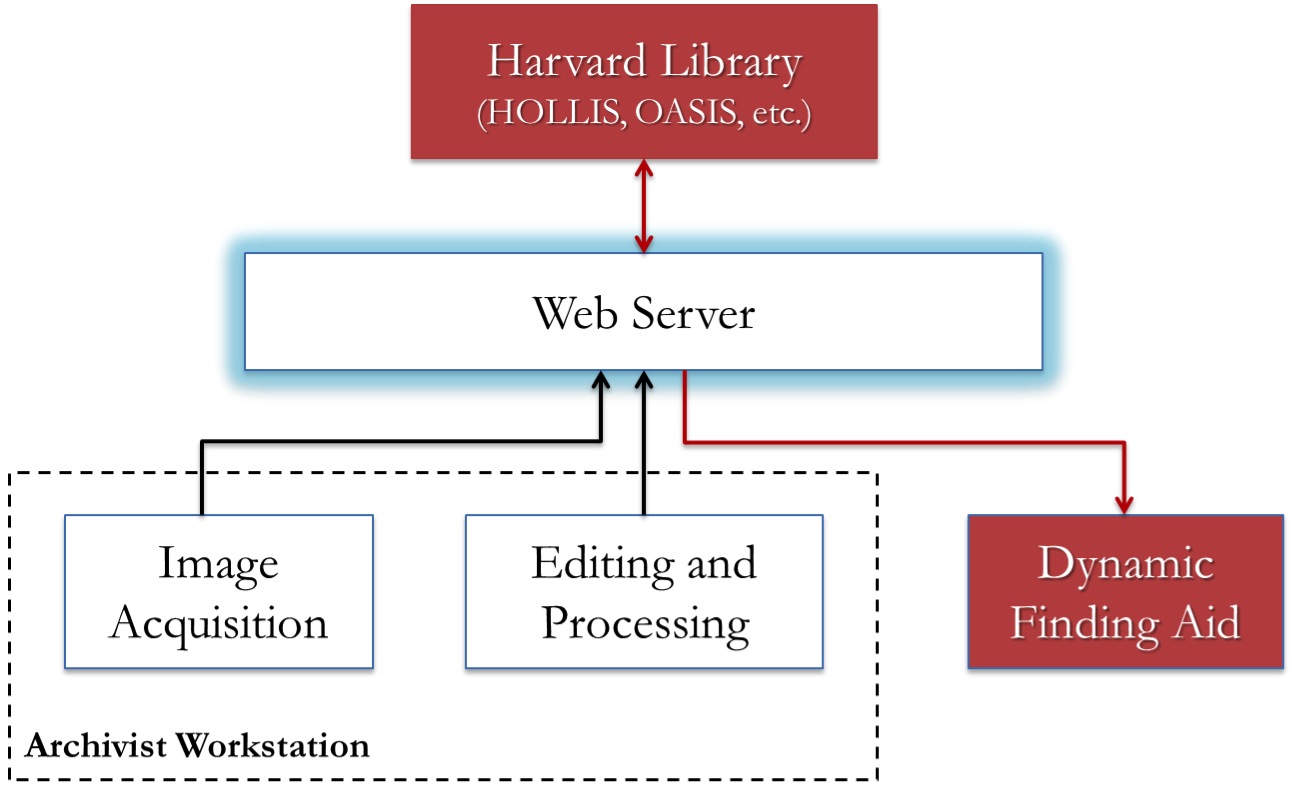 Harvard Library
(HOLLIS, OASIS, etc.)
Web Server
Image
Acquisition
Editing and
Processing
Dynamic
Finding Aid
Archivist Workstation